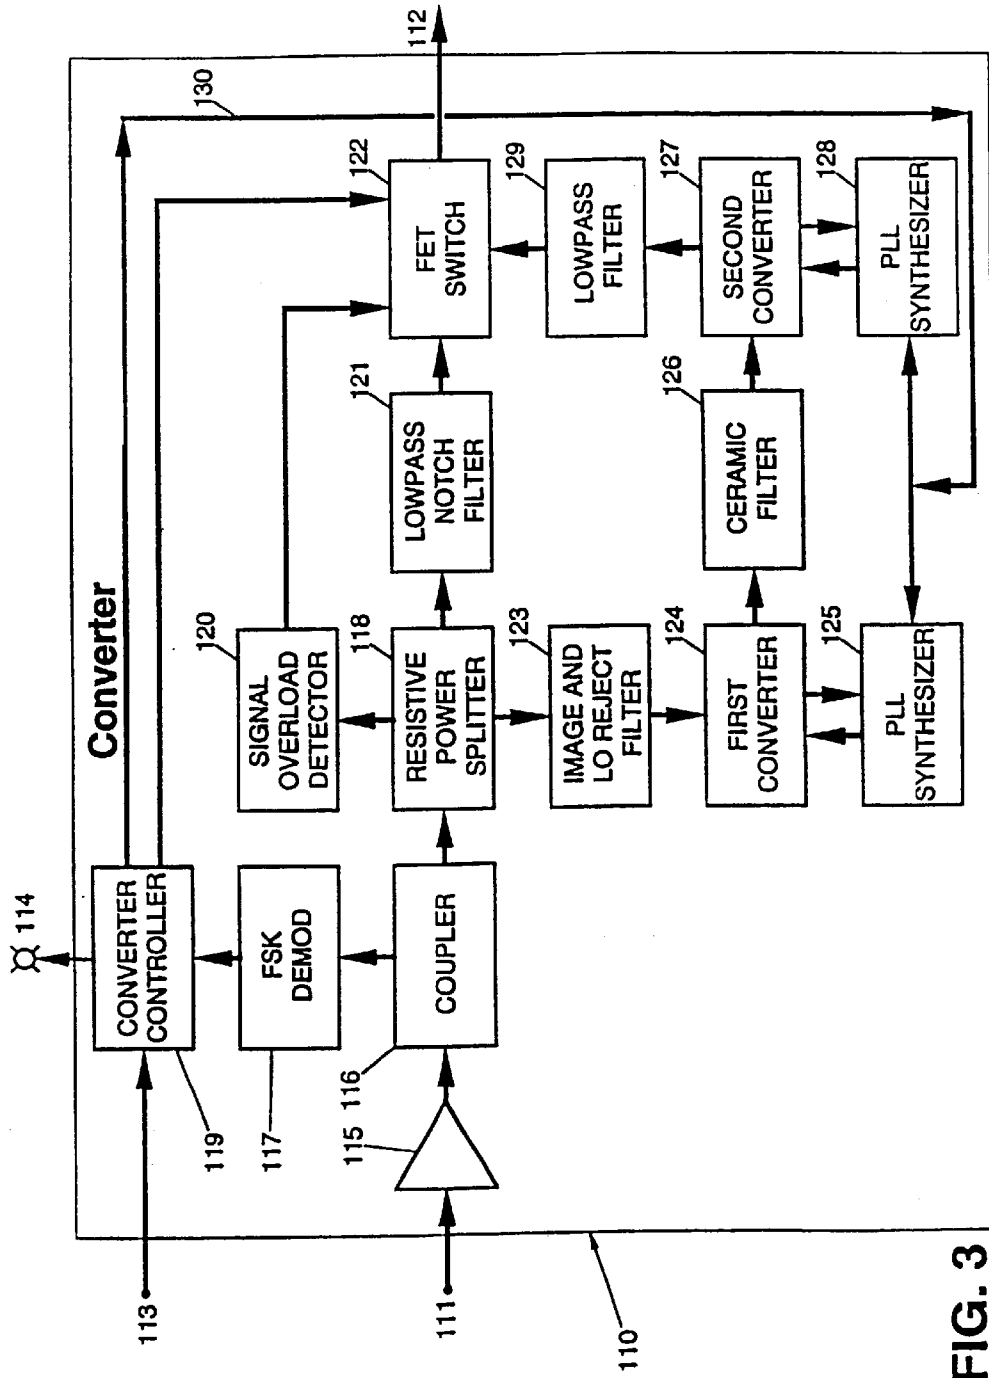 Converter
114
113
CONVERTER
CONTROLLER
119
130
112
FSK
DEMOD
117
SIGNAL
OVERLOAD
DETECTOR
120
111
115
COUPLER
116
RESISTIVE
POWER
SPLITTER
118
LOWPASS
NOTCH
FILTER
121
FET
SWITCH
122
IMAGE AND
LO REJECT
FILTER
123
LOWPASS
FILTER
129
FIRST
CONVERTER
124
CERAMIC
FILTER
126
SECOND
CONVERTER
127
PLL
SYNTHESIZER
125
PLL
SYNTHESIZER
128
110
FIG. 3